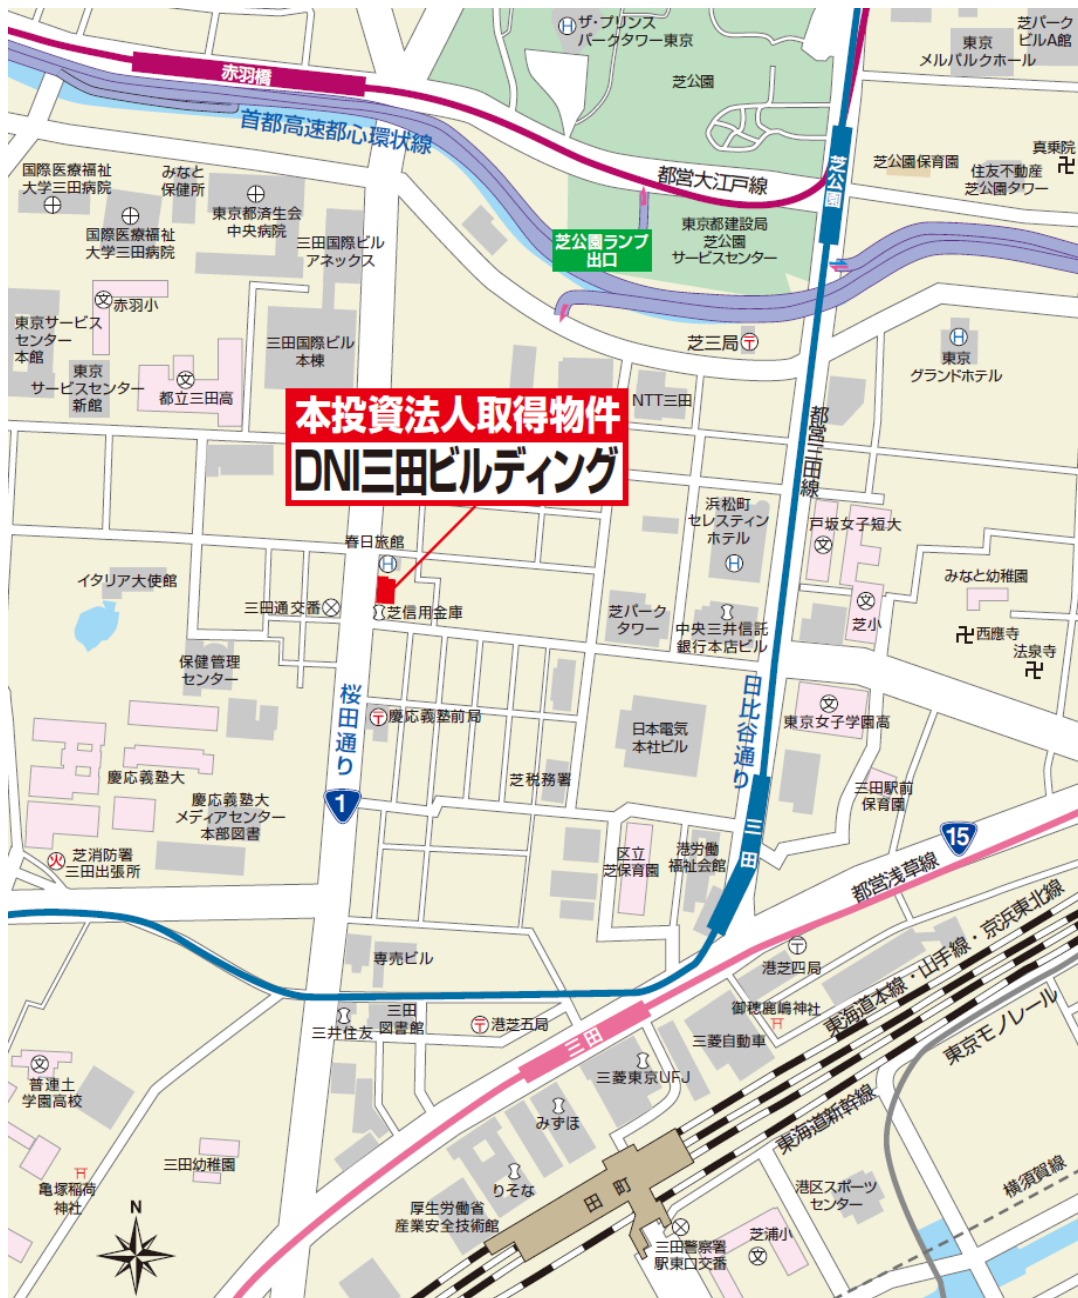 ザ・プリンス
パークタワー東京
芝パーク
ビルA館
東京
メルパルクホール
赤羽橋
芝公園
首都高速都心環状線
国際医療福祉
大学三田病院
みなと
保健所
東京都済生会
中央病院
国際医療福祉
大学三田病院
三田国際ビル
アネックス
都営大江戸線
芝公園
芝公園保育園
真乗院
卍
住友不動産
芝公園タワー
芝公園ランプ
出口
東京都建設局
芝公園
サービスセンター
文
赤羽小
東京サービス
センター
本館
東京
サービスセンター
新館
文
都立三田高
三田国際ビル
本棟
芝三局
〒
H
東京
グランドホテル
NTT三田
本投資法人取得物件
DNI三田ビルディング
都営三田線
浜松町
セレスティン
ホテル
H
戸坂女子短大
文
春日旅館
H
イタリア大使館
三田通交番
芝信用金庫
芝パーク
タワー
中央三井信託
銀行本店ビル
文
芝小
みなと幼稚園
卍
西應寺
法泉寺
卍
保健管理
センター
桜田通り
〒
慶応義塾前局
日本電気
本社ビル
日比谷通り
文
東京女子学園高
慶応義塾大
芝税務署
1
慶応義塾大
メディアセンター
本部図書
三田駅前
保育園
三田
15
火
芝消防署
三田出張所
区立
芝保育園
港労働
福祉会館
都営浅草線
専売ビル
〒
港芝四局
東海道本線・山手線・京浜東北線
三井住友
三田
図書館
〒
港芝五局
三田
御穂鹿嶋神社
三菱自動車
東京モノレール
文
普連土
学園高校
三菱東京UFJ
みずほ
東海道新幹線
三田幼稚園
亀塚稲荷
神社
りそな
厚生労働省
産業安全技術館
田町
港区スポーツ
センター
横須賀線
N
三田警察署
駅東口交番
芝浦小
文
H